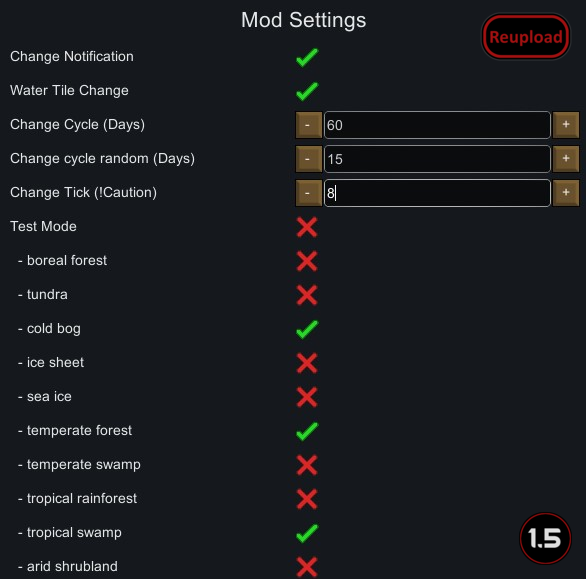 Mod Settings
Reupload
Change Notification
Water Tile Change
Change Cycle (Days) - 60 +
Change cycle random (Days) - 15 +
Change Tick (!Caution) - 8 +
Test Mode
- boreal forest
- tundra
- cold bog
- ice sheet
- sea ice
- temperate forest
- temperate swamp
- tropical rainforest
- tropical swamp
1.5
- arid shrubland